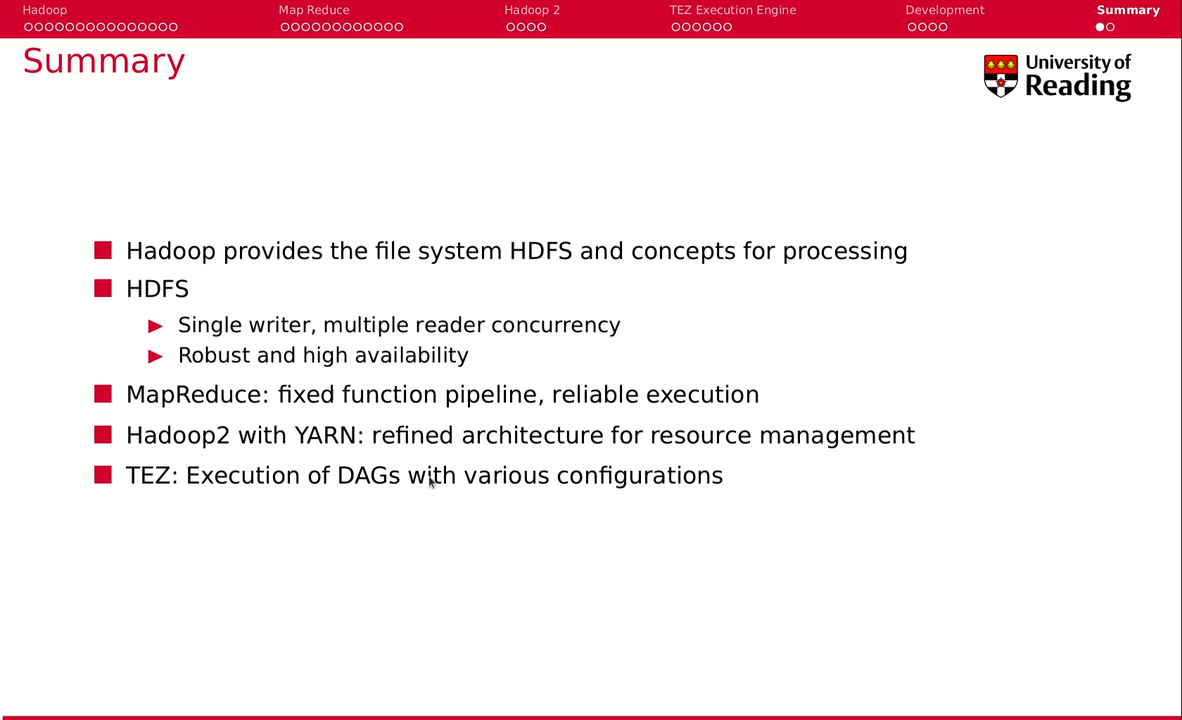 Hadoop Map Reduce Hadoop 2 TEZ Execution Engine Development Summary
Summary
University of
Reading
Hadoop provides the file system HDFS and concepts for processing
HDFS
Single writer, multiple reader concurrency
Robust and high availability
MapReduce: fixed function pipeline, reliable execution
Hadoop2 with YARN: refined architecture for resource management
TEZ: Execution of DAGs with various configurations